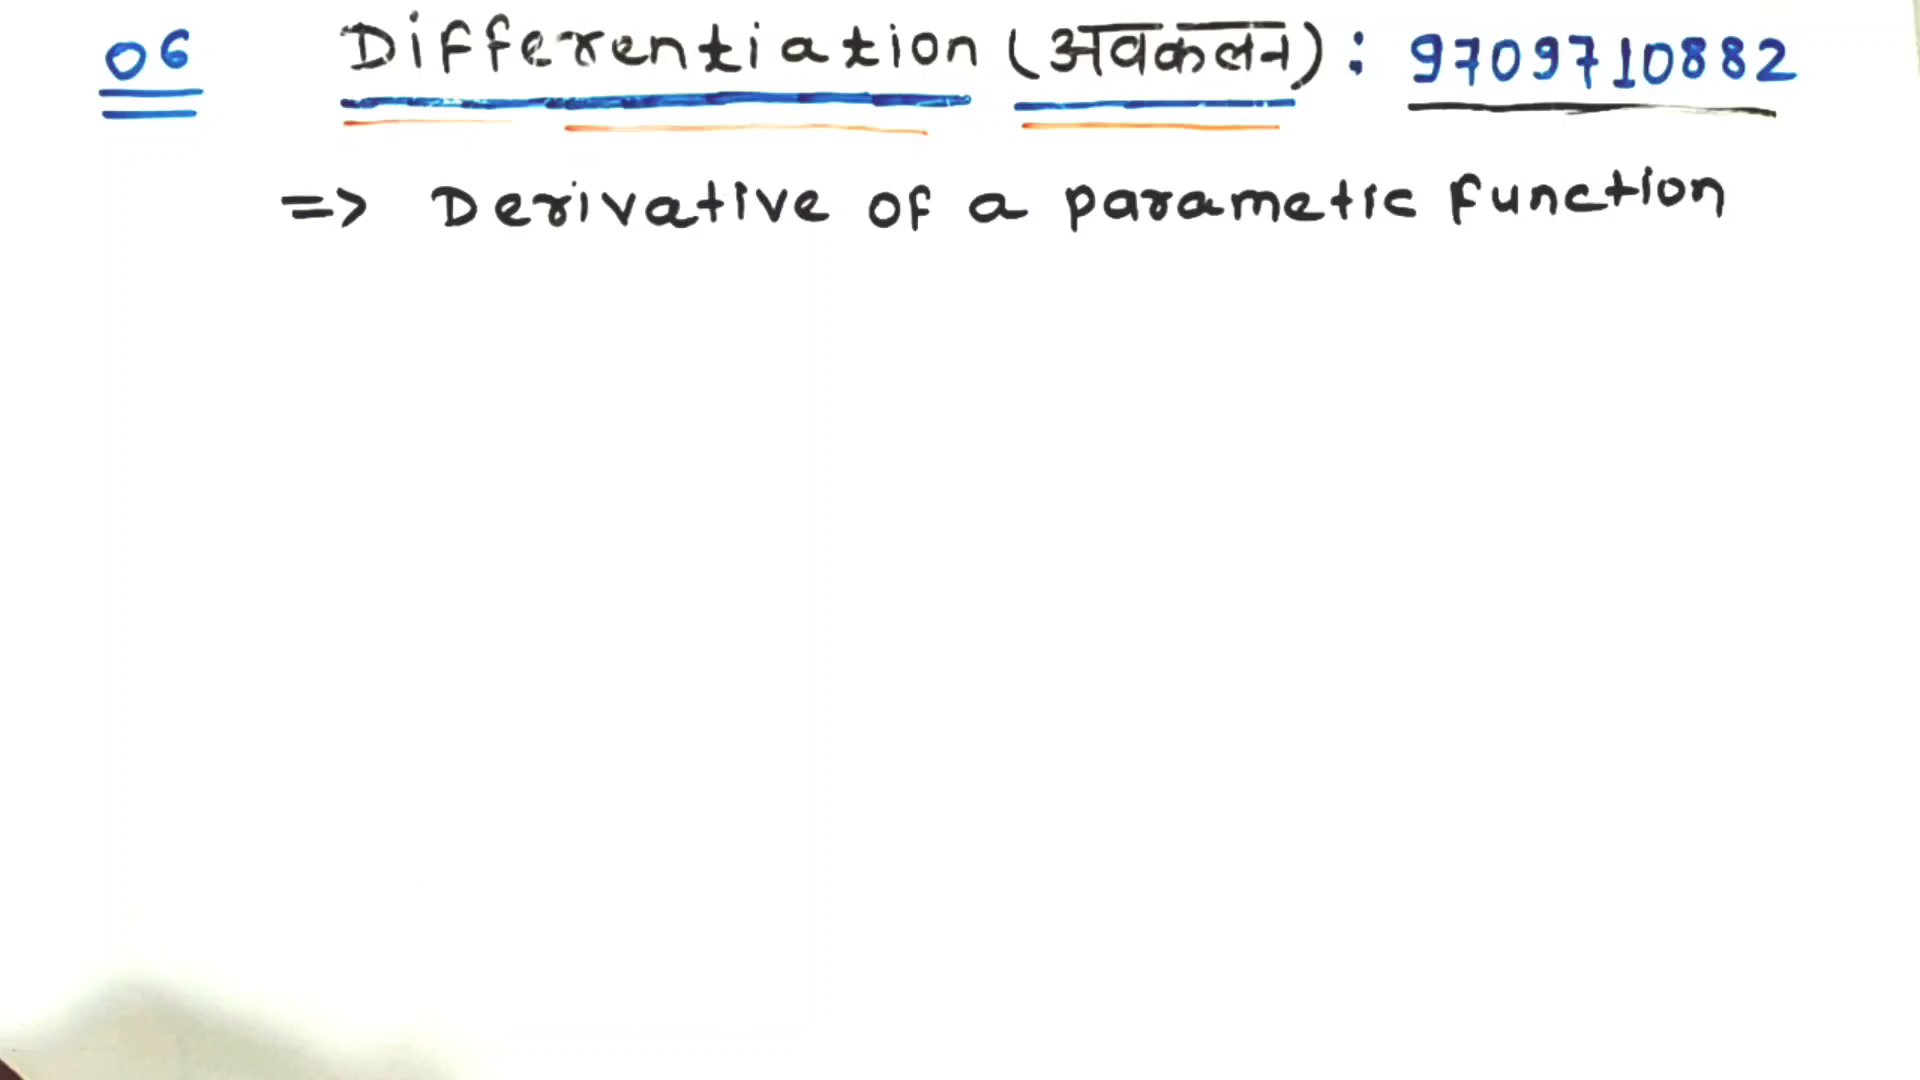 06 Differentiation (अवकलन) : 9709710882
=> Derivative of a parametic function